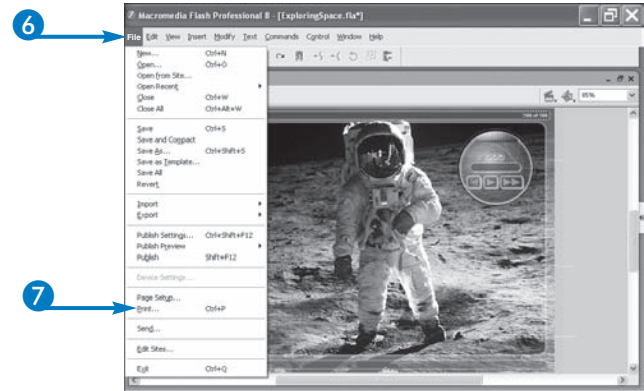 6
Macromedia Flash Professional 8 - [ExploringSpace.fla*]
File Edit View Insert Modify Text Commands Control Window Help
New... Ctrl+N
Open... Ctrl+O
Open from Site...
Open Recent
Close Ctrl+W
85%
Close All Ctrl+Alt+W
Save Ctrl+S
Save and Compact
Save As... Ctrl+Shift+S
Save as Template...
Save All
Revert
Import
Export
Publish Settings... Ctrl+Shift+F12
Publish Preview
Publish Shift+F12
Device Settings...
7
Page Setup...
Print... Ctrl+P
Send...
Edit Sites...
Exit Ctrl+Q